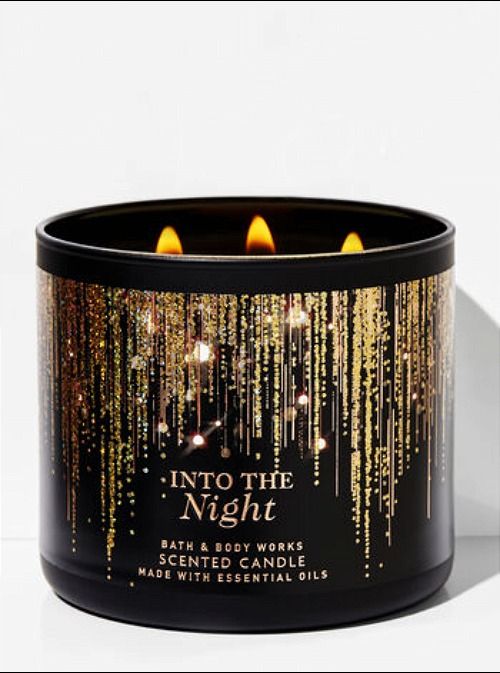 INTO THE
Night
BATH & BODY WORKS
SCENTED CANDLE
MADE WITH ESSENTIAL OILS